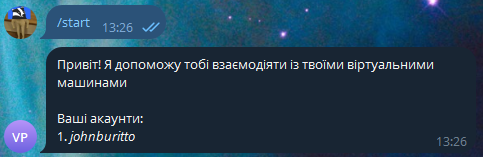 /start
13:26
Привіт! Я допоможу тобі взаємодіяти із твоїми віртуальними
машинами
Ваші акаунти:
1. johnburitto
VP
13:26